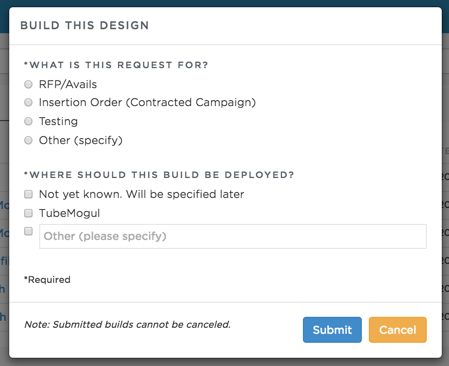 BUILD THIS DESIGN
*WHAT IS THIS REQUEST FOR?
RFP/Avails
Insertion Order (Contracted Campaign)
Testing
Other (specify)
*WHERE SHOULD THIS BUILD BE DEPLOYED?
Not yet known. Will be specified later
TubeMogul
Other (please specify)
*Required
Note: Submitted builds cannot be canceled.
Submit
Cancel